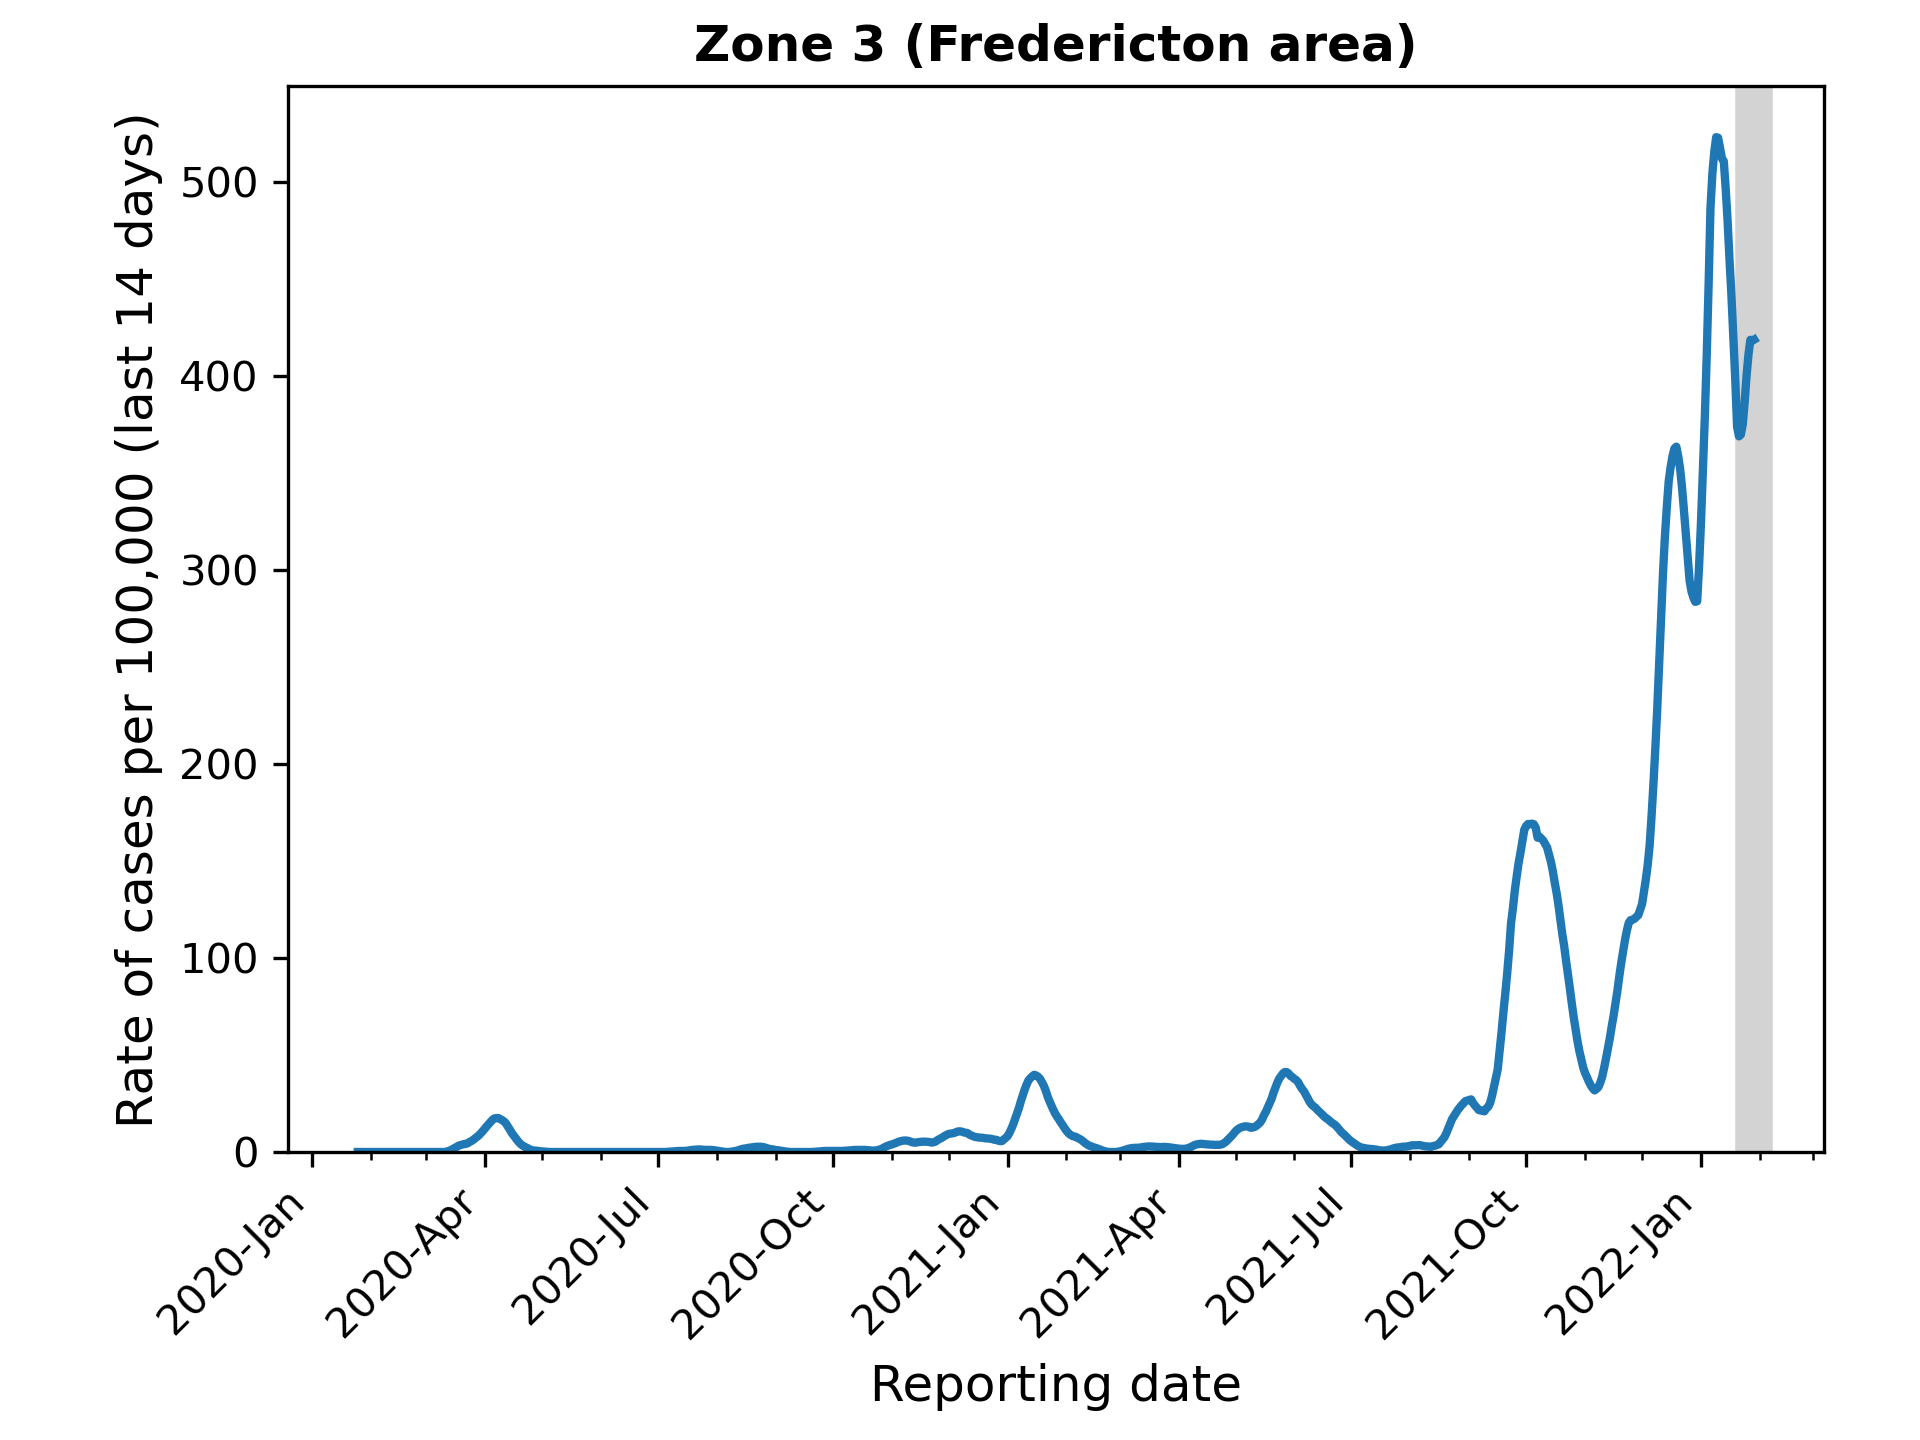 Zone 3 (Fredericton area)
Rate of cases per 100,000 (last 14 days)
500
400
300
200
100
0
2020-Jan
2020-Apr
2020-Jul
2020-Oct
2021-Jan
2021-Apr
2021-Jul
2021-Oct
2022-Jan
Reporting date